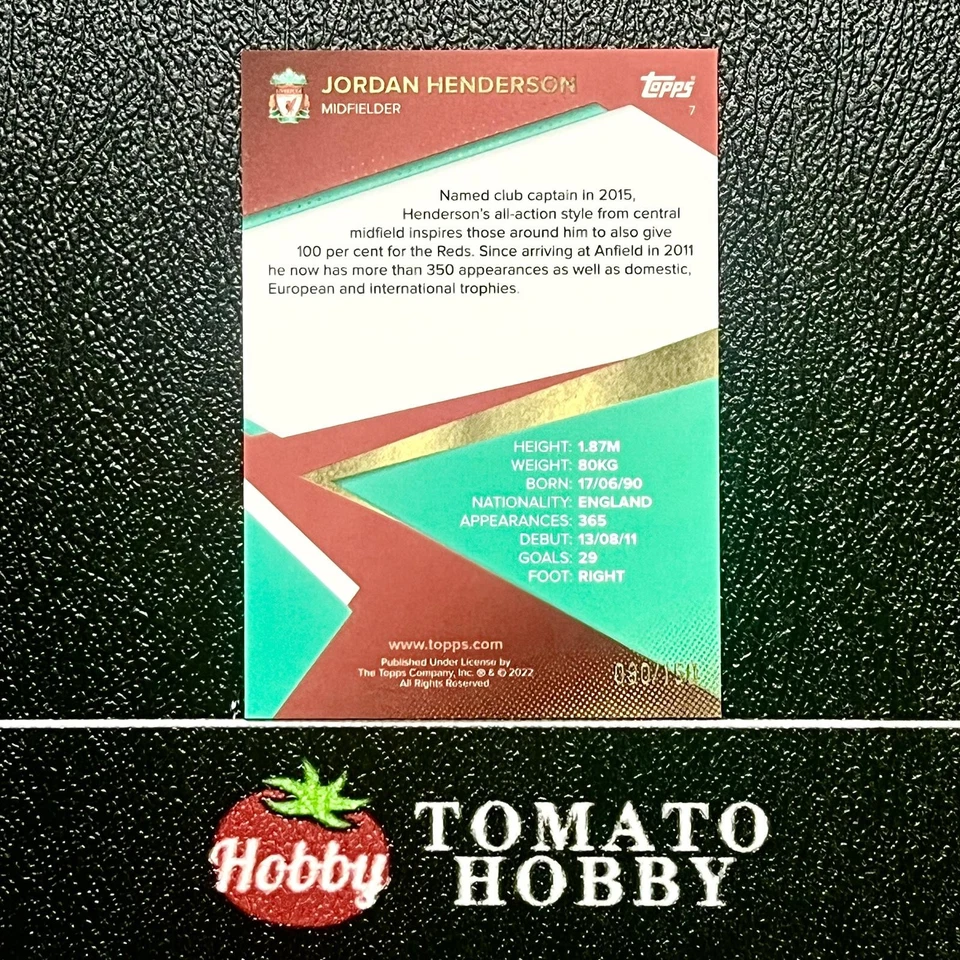 JORDAN HENDERSON
MIDFIELDER
Topps
7
Named club captain in 2015,
Henderson's all-action style from central
midfield inspires those around him to also give
100 per cent for the Reds. Since arriving at Anfield in 2011
he now has more than 350 appearances as well as domestic,
European and international trophies.
HEIGHT: 1.87M
WEIGHT: 80KG
BORN: 17/06/90
NATIONALITY: ENGLAND
APPEARANCES: 365
DEBUT: 13/08/11
GOALS: 29
FOOT: RIGHT
www.topps.com
Published Under License by
The Topps Company, Inc. ® & © 2022
All Rights Reserved.
090/150
Hobby
TOMATO
HOBBY